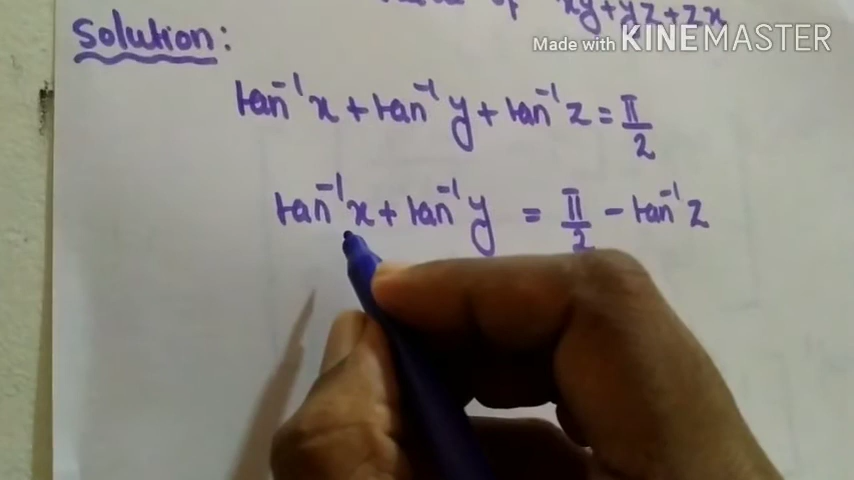 of xy+yz+zx
Made with KINEMASTER
Solution:
tan⁻¹x + tan⁻¹y + tan⁻¹z = π/2
tan⁻¹x + tan⁻¹y = π/2 - tan⁻¹z